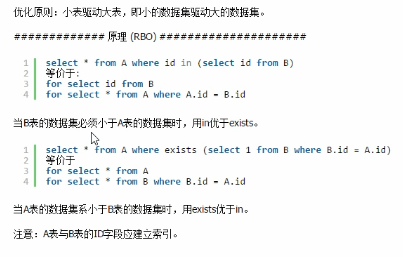 优化原则：小表驱动大表，即小的数据集驱动大的数据集。
############# 原理 (RBO) #####################
1 select * from A where id in (select id from B)
2 等价于:
3 for select id from B
4 for select * from A where A.id = B.id
当B表的数据集必须小于A表的数据集时，用in优于exists。
1 select * from A where exists (select 1 from B where B.id = A.id)
2 等价于
3 for select * from A
4 for select * from B where B.id = A.id
当A表的数据集系小于B表的数据集时，用exists优于in。
注意：A表与B表的ID字段应建立索引。